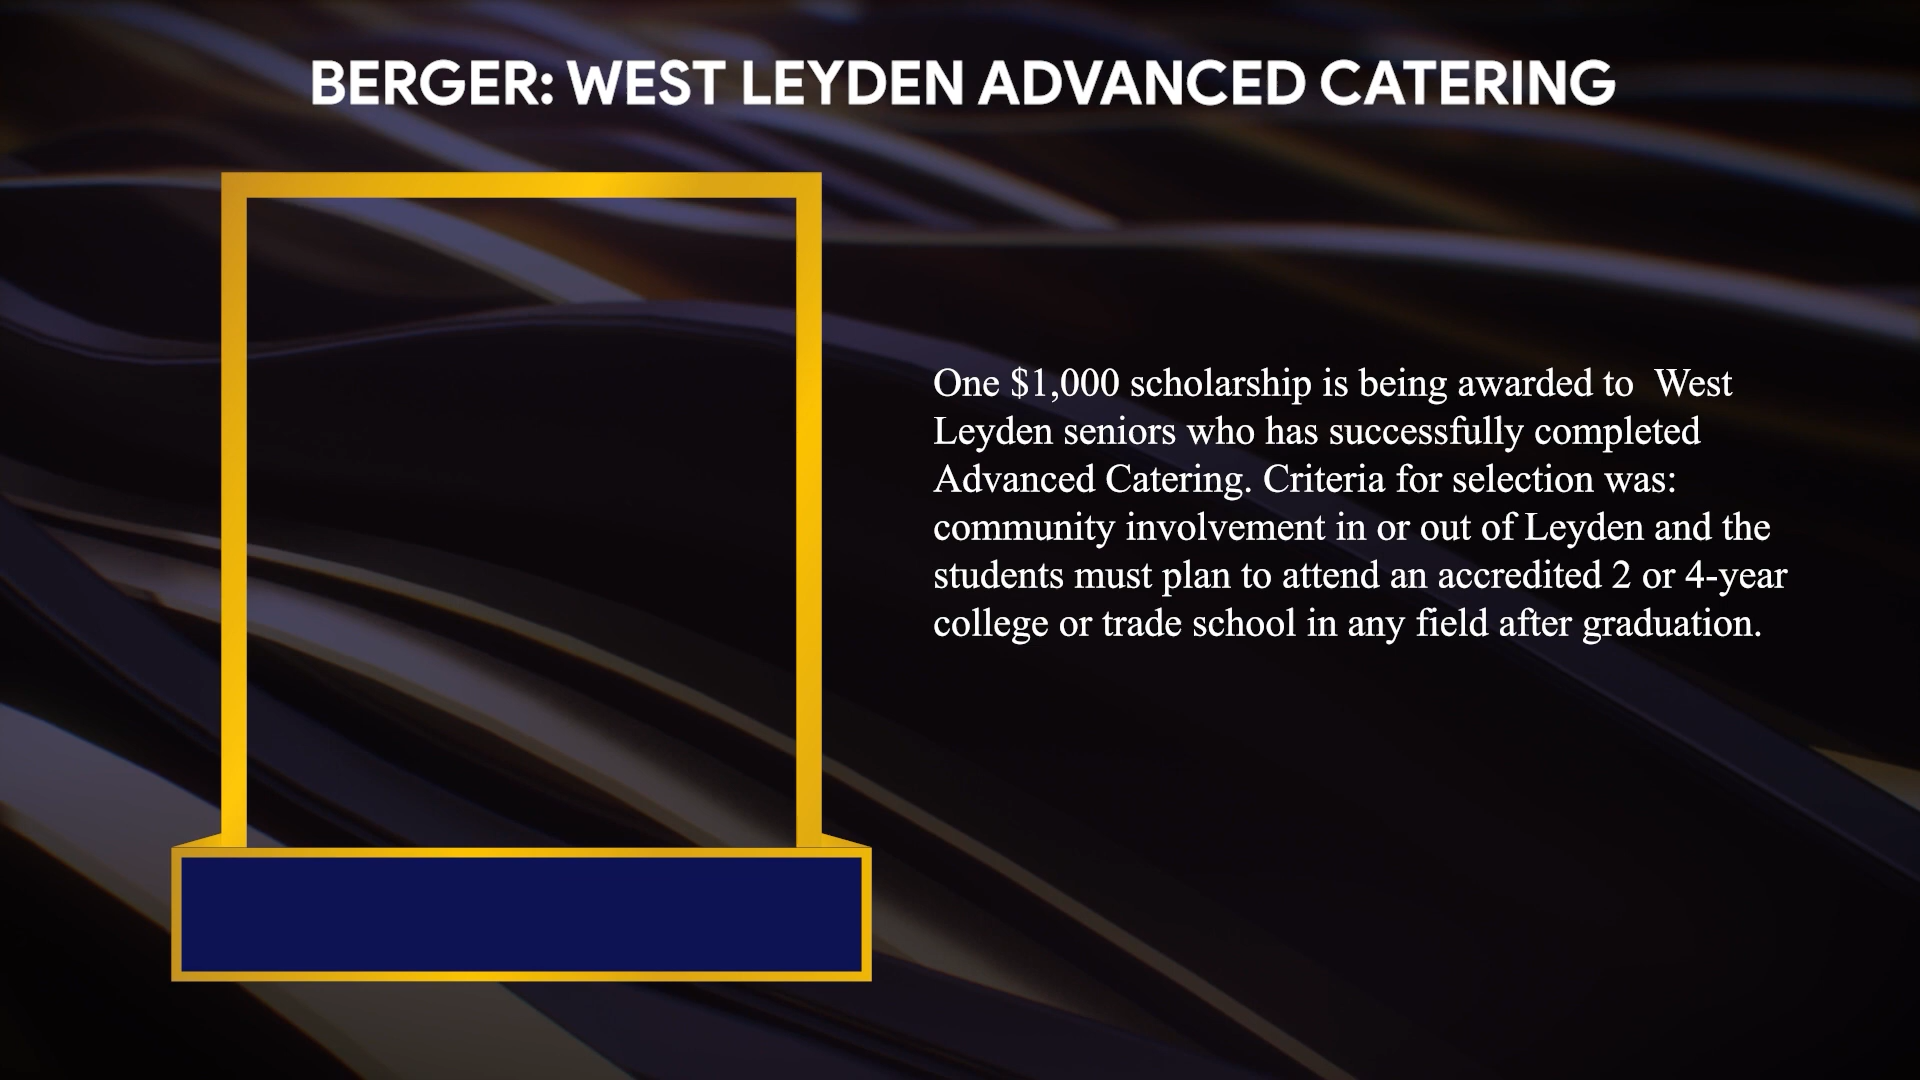 BERGER: WEST LEYDEN ADVANCED CATERING
One $1,000 scholarship is being awarded to  West
Leyden seniors who has successfully completed
Advanced Catering. Criteria for selection was:
community involvement in or out of Leyden and the
students must plan to attend an accredited 2 or 4-year
college or trade school in any field after graduation.